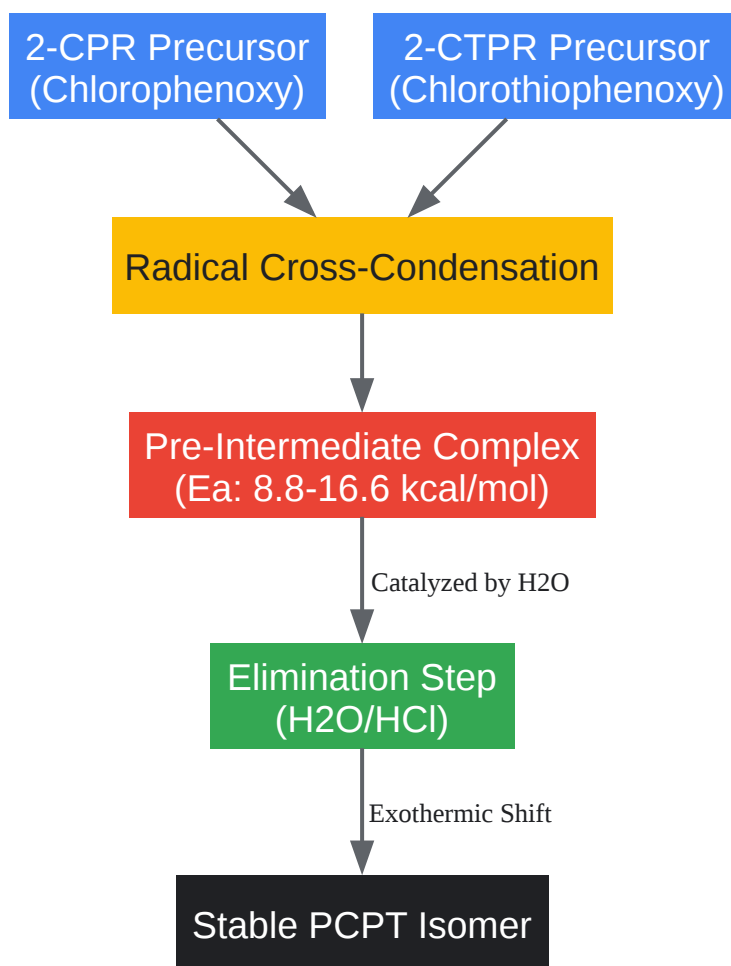 2-CPR Precursor
(Chlorophenoxy)
2-CTPR Precursor
(Chlorothiophenoxy)
Radical Cross-Condensation
Pre-Intermediate Complex
(Ea: 8.8-16.6 kcal/mol)
Catalyzed by H2O
Elimination Step
(H2O/HCl)
Exothermic Shift
Stable PCPT Isomer